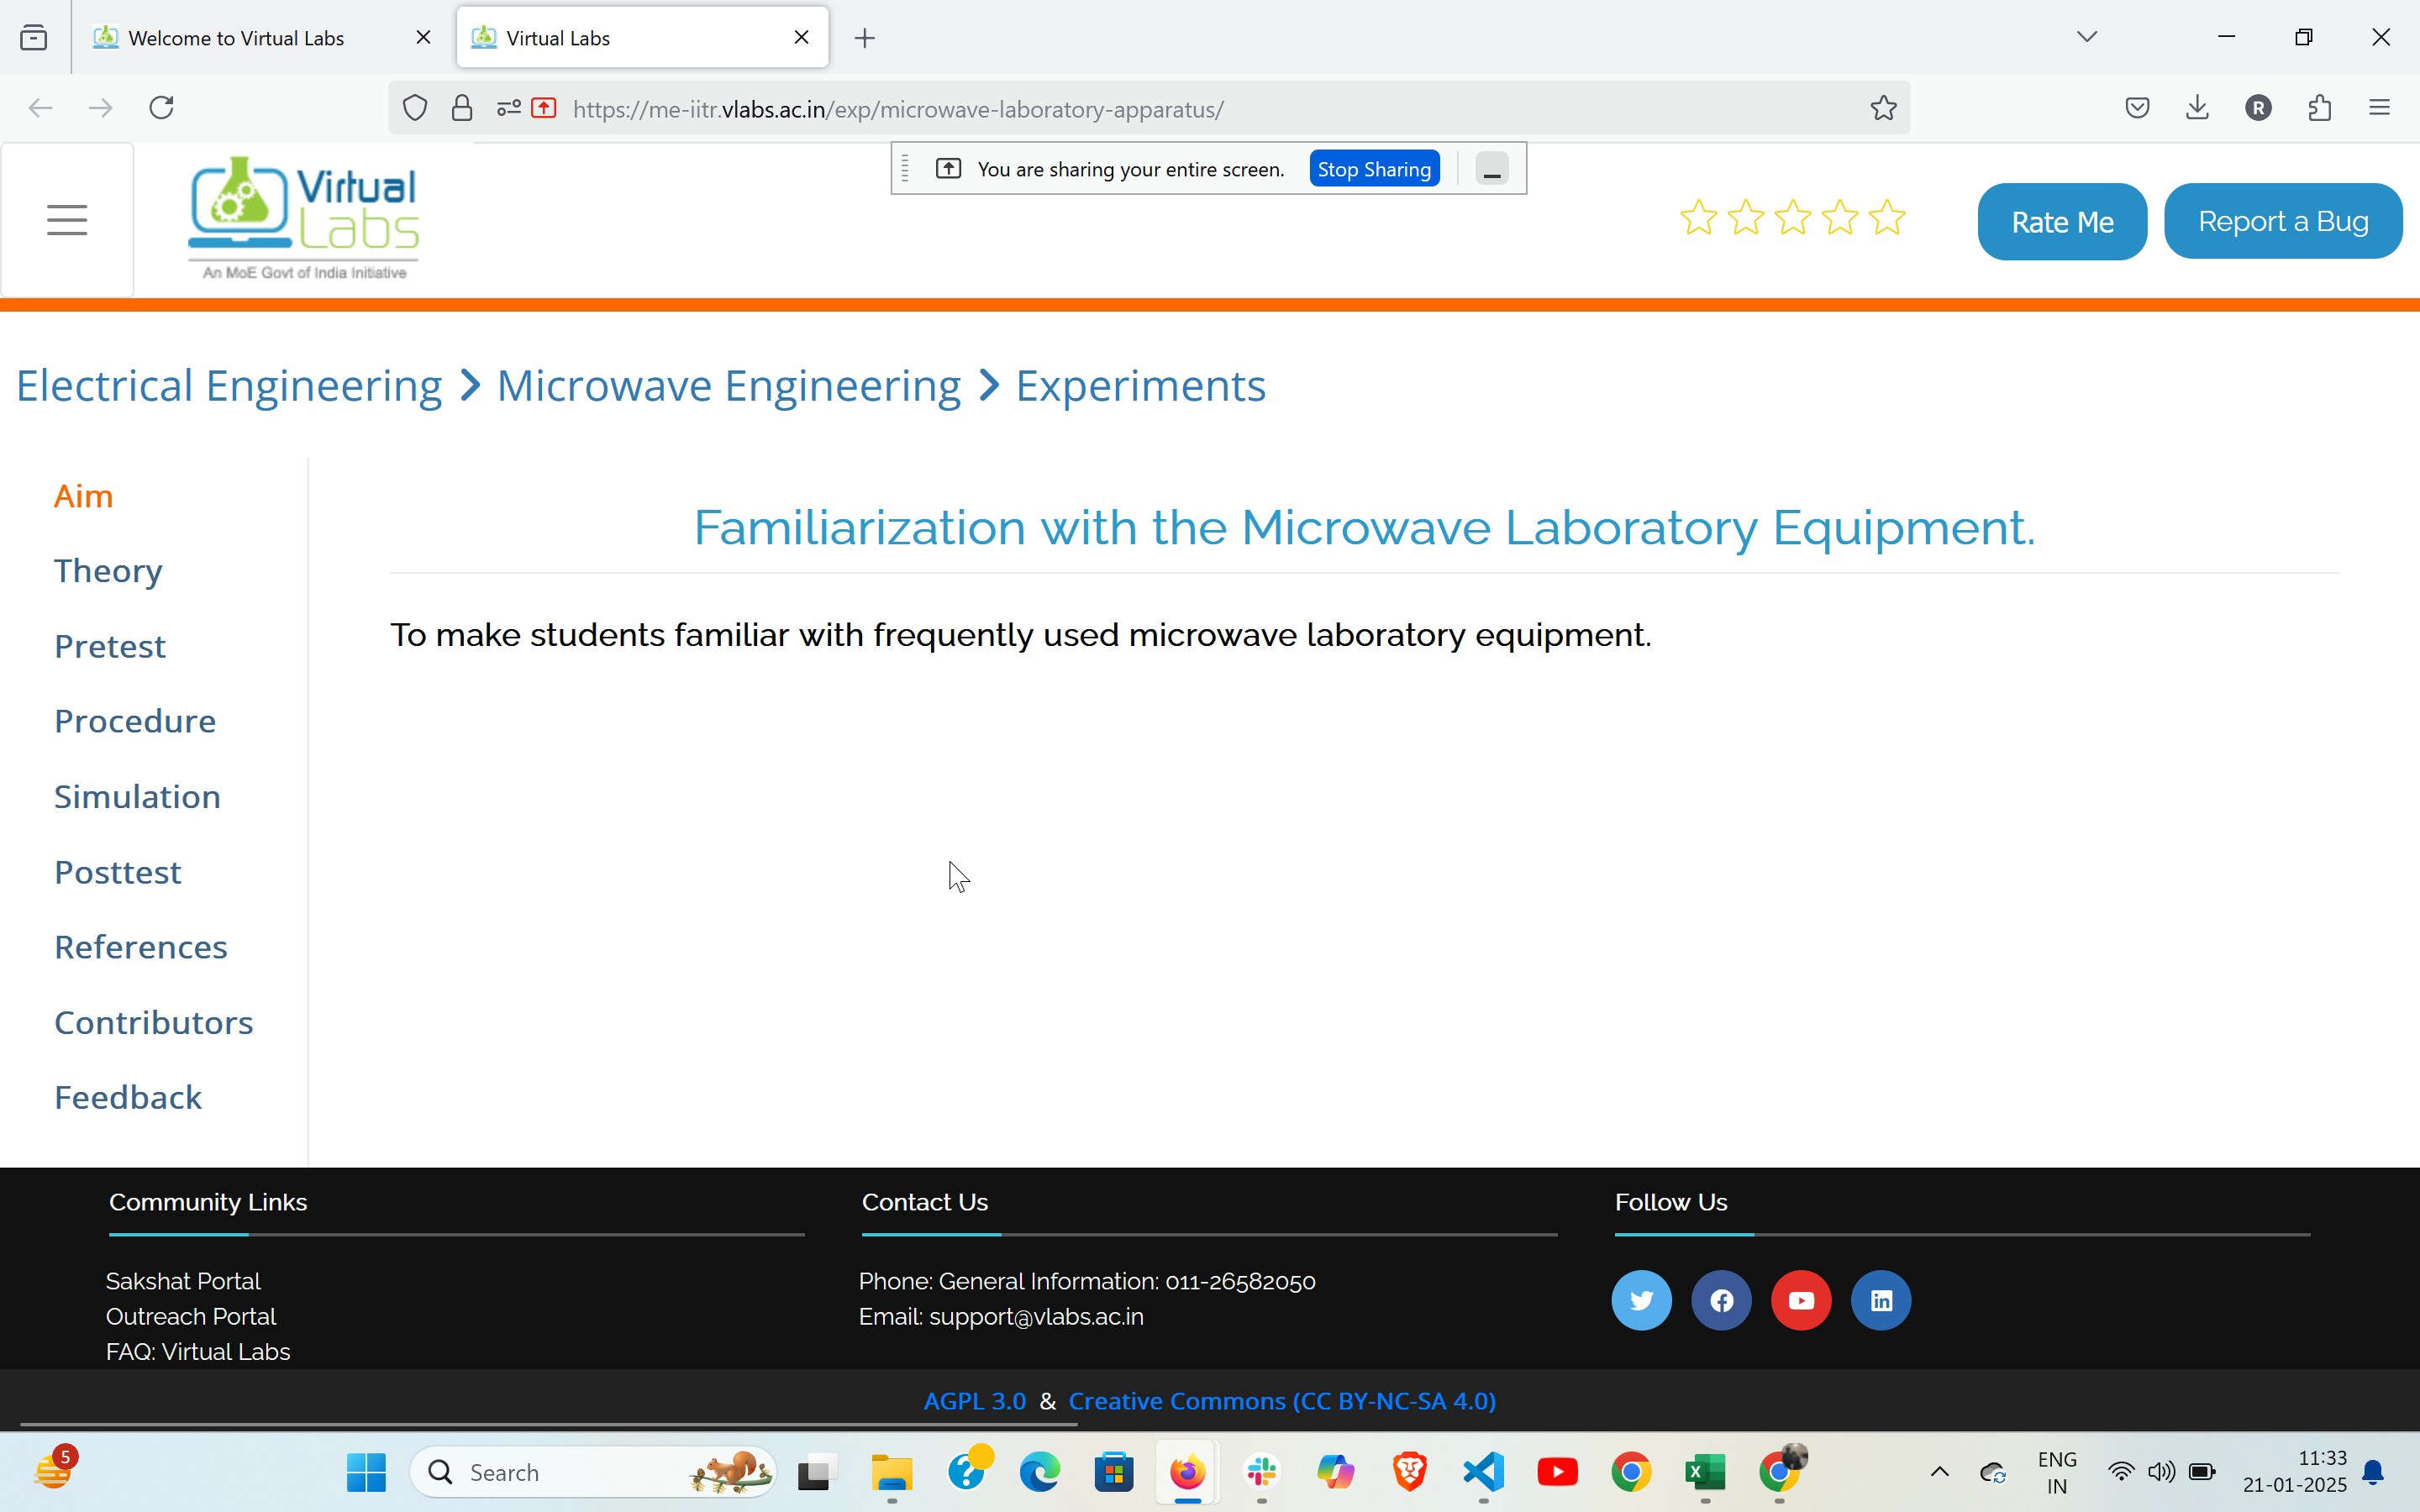 Welcome to Virtual Labs
Virtual Labs
https://me-iitr.vlabs.ac.in/exp/microwave-laboratory-apparatus/
R
You are sharing your entire screen.
Stop Sharing
Virtual
Labs
An MoE Govt of India Initiative
Rate Me
Report a Bug
Electrical Engineering > Microwave Engineering > Experiments
Aim
Theory
Pretest
Procedure
Simulation
Posttest
References
Contributors
Feedback
Familiarization with the Microwave Laboratory Equipment.
To make students familiar with frequently used microwave laboratory equipment.
Community Links
Sakshat Portal
Outreach Portal
FAQ: Virtual Labs
Contact Us
Phone: General Information: 011-26582050
Email: support@vlabs.ac.in
Follow Us
AGPL 3.0 & Creative Commons (CC BY-NC-SA 4.0)
5
Search
ENG
IN
11:33
21-01-2025